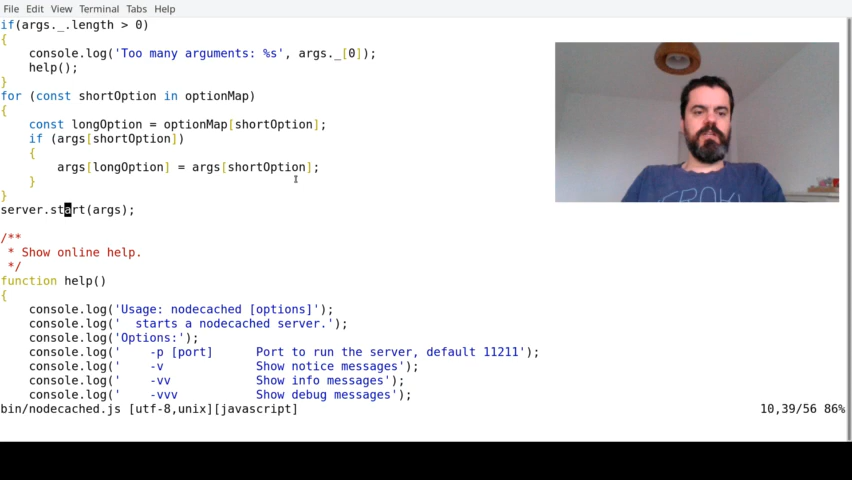 File Edit View Terminal Tabs Help
if(args._.length > 0)
{
    console.log('Too many arguments: %s', args._[0]);
    help();
}
for (const shortOption in optionMap)
{
    const longOption = optionMap[shortOption];
    if (args[shortOption])
    {
        args[longOption] = args[shortOption];
    }
}
server.start(args);
/**
 * Show online help.
 */
function help()
{
    console.log('Usage: nodecached [options]');
    console.log('  starts a nodecached server.');
    console.log('Options:');
    console.log('    -p [port]      Port to run the server, default 11211');
    console.log('    -v             Show notice messages');
    console.log('    -vv            Show info messages');
    console.log('    -vvv           Show debug messages');
bin/nodecached.js [utf-8,unix][javascript] 10,39/56 86%